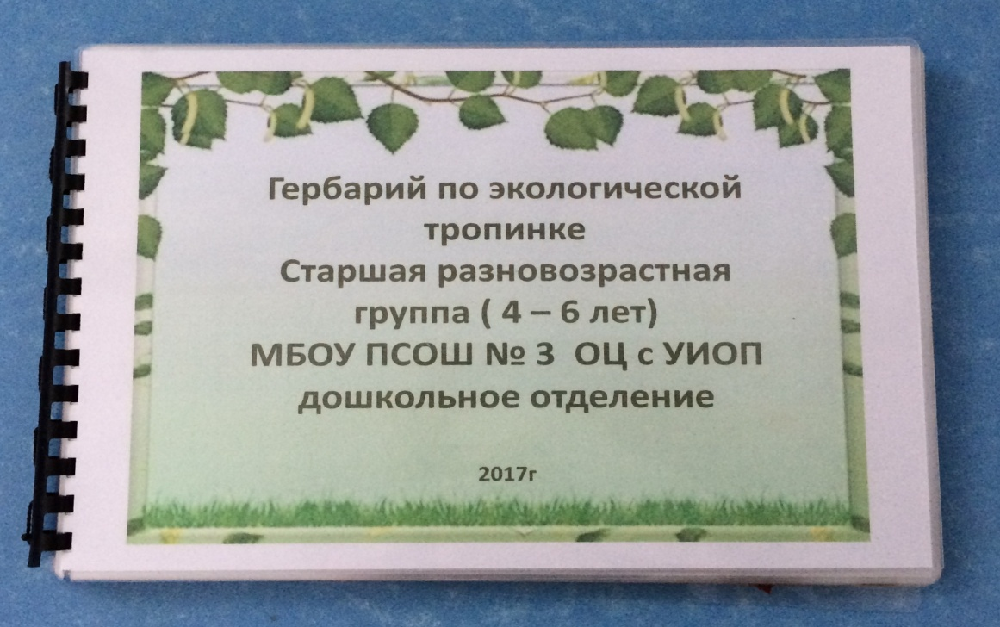 Гербарий по экологической
тропинке
Старшая разновозрастная
группа ( 4 – 6 лет)
МБОУ ПСОШ № 3 ОЦ с УИОП
дошкольное отделение
2017г